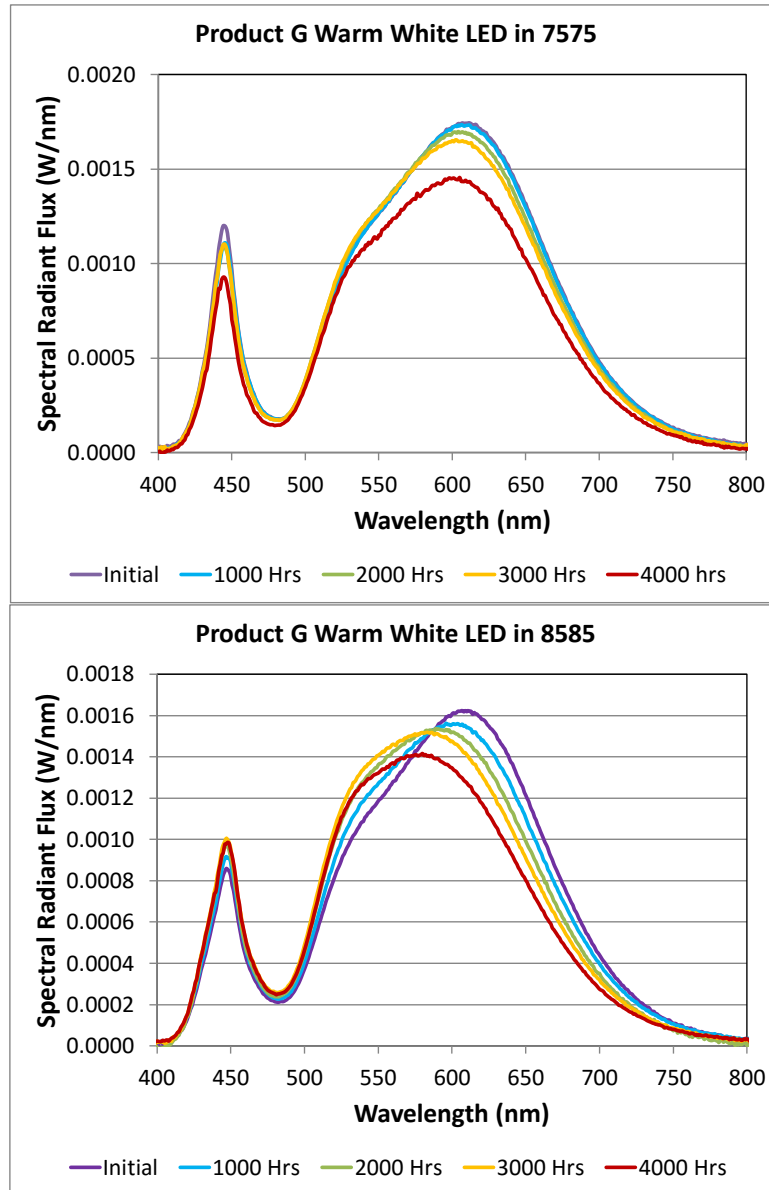 Product G Warm White LED in 7575
Spectral Radiant Flux (W/nm)
0.0020
0.0015
0.0010
0.0005
0.0000
400 450 500 550 600 650 700 750 800
Wavelength (nm)
Initial 1000 Hrs 2000 Hrs 3000 Hrs 4000 hrs
Product G Warm White LED in 8585
Spectral Radiant Flux (W/nm)
0.0018
0.0016
0.0014
0.0012
0.0010
0.0008
0.0006
0.0004
0.0002
0.0000
400 450 500 550 600 650 700 750 800
Wavelength (nm)
Initial 1000 Hrs 2000 Hrs 3000 Hrs 4000 Hrs